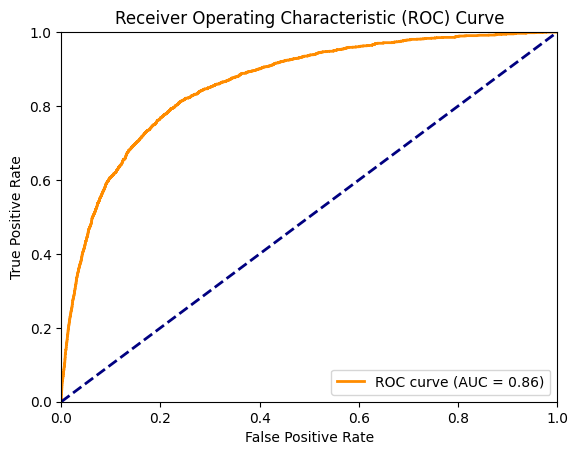 Receiver Operating Characteristic (ROC) Curve
True Positive Rate
1.0
0.8
0.6
0.4
0.2
0.0
ROC curve (AUC = 0.86)
0.0 0.2 0.4 0.6 0.8 1.0
False Positive Rate